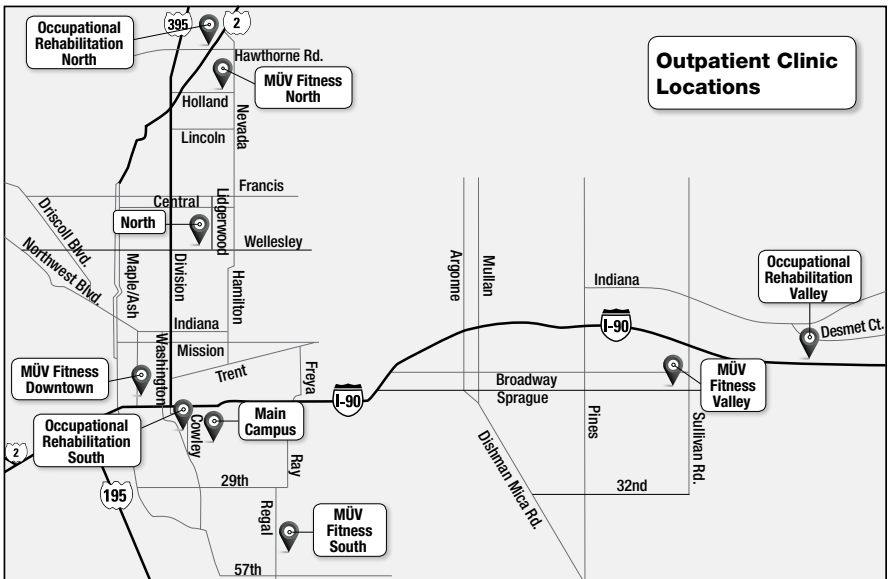 Outpatient Clinic
Locations
Occupational
Rehabilitation
North
395
2
Hawthorne Rd.
MÜV Fitness
North
Holland
Nevada
Lincoln
Francis
Central
Lidgerwood
North
Driscoll Blvd.
Northwest Blvd.
Wellesley
Maple/Ash
Division
Hamilton
Argonne
Mullan
Indiana
Occupational
Rehabilitation
Valley
Desmet Ct.
I-90
Indiana
Washington
Mission
Trent
Freya
MÜV Fitness
Downtown
MÜV
Fitness
Valley
Broadway
Sprague
I-90
Main
Campus
Occupational
Rehabilitation
South
Cowley
Pines
Sullivan Rd.
2
Ray
Dishman Mica Rd.
29th
32nd
195
Regal
MÜV
Fitness
South
57th